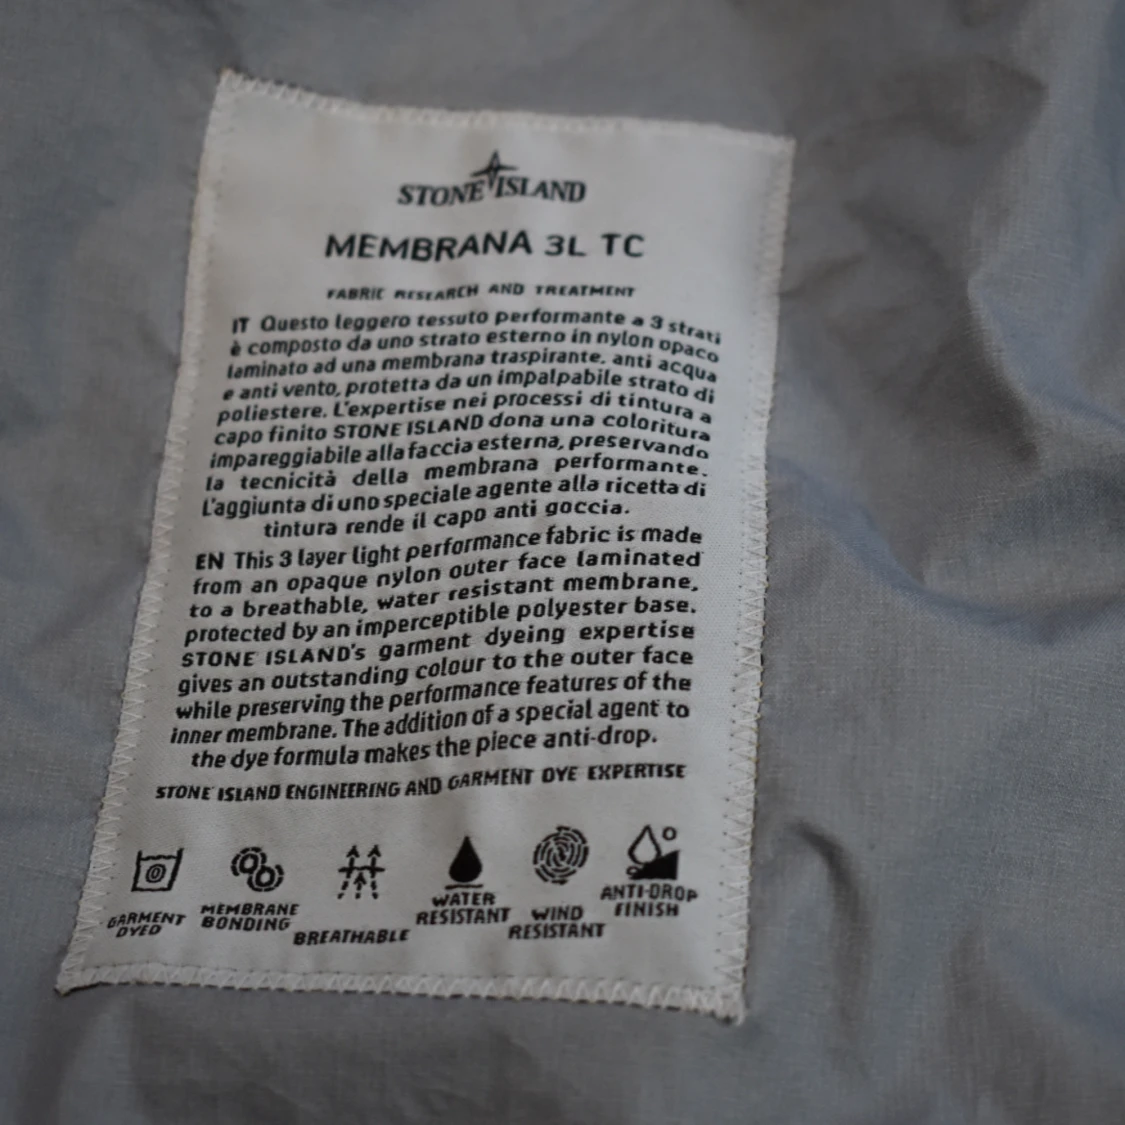 STONE ISLAND
MEMBRANA 3L TC
FABRIC RESEARCH AND TREATMENT
IT Questo leggero tessuto performante a 3 strati
è composto da uno strato esterno in nylon opaco
laminato ad una membrana traspirante, anti acqua
e anti vento, protetta da un impalpabile strato di
poliestere. L'expertise nei processi di tintura a
capo finito STONE ISLAND dona una coloritura
impareggiabile alla faccia esterna, preservando
la tecnicità della membrana performante.
L'aggiunta di uno speciale agente alla ricetta di
tintura rende il capo anti goccia.
EN This 3 layer light performance fabric is made
from an opaque nylon outer face laminated
to a breathable, water resistant membrane,
protected by an imperceptible polyester base.
STONE ISLAND's garment dyeing expertise
gives an outstanding colour to the outer face
while preserving the performance features of the
inner membrane. The addition of a special agent to
the dye formula makes the piece anti-drop.
STONE ISLAND ENGINEERING AND GARMENT DYE EXPERTISE
GARMENT
DYED
MEMBRANE
BONDING
BREATHABLE
WATER
RESISTANT
WIND
RESISTANT
ANTI-DROP
FINISH